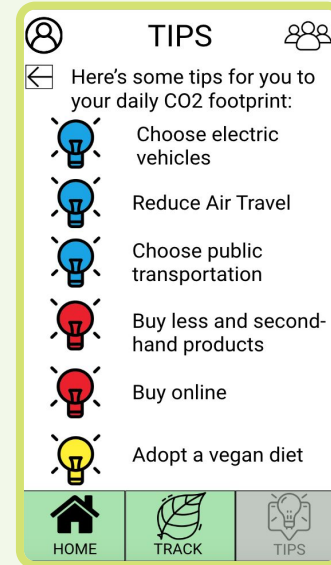 TIPS
Here's some tips for you to
your daily CO2 footprint:
Choose electric
vehicles
Reduce Air Travel
Choose public
transportation
Buy less and second-
hand products
Buy online
Adopt a vegan diet
HOME
TRACK
TIPS